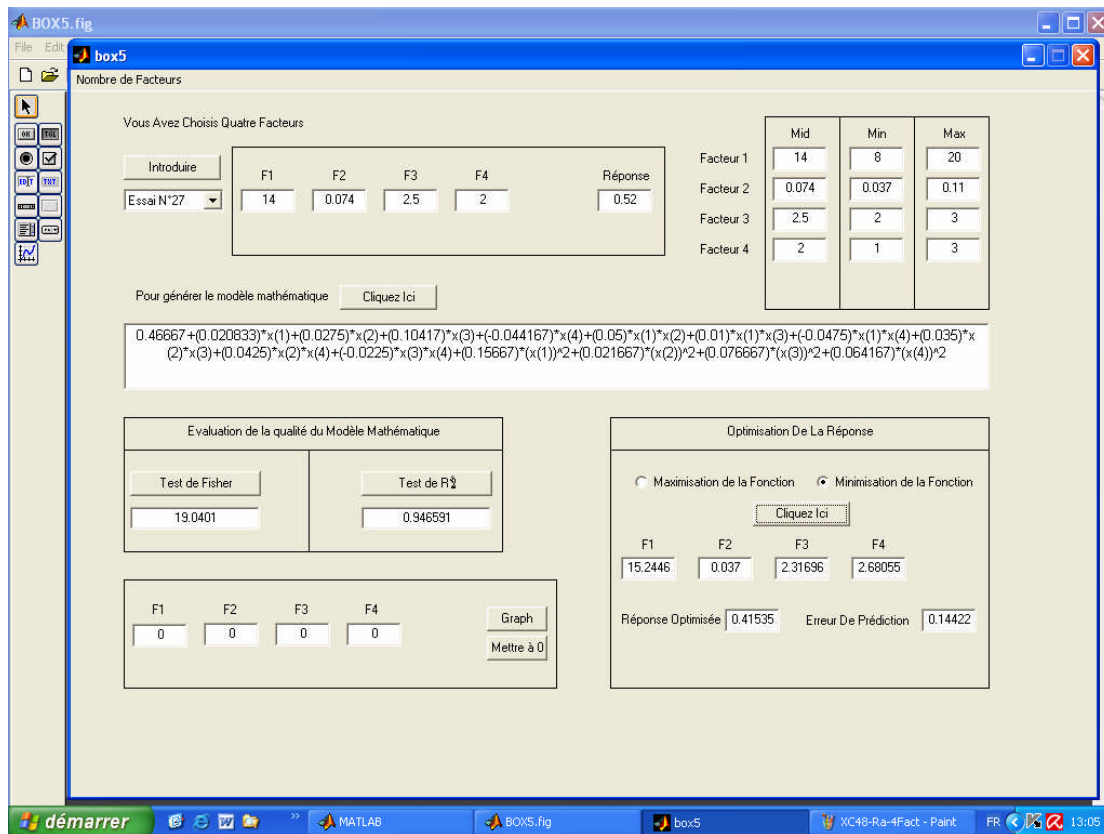 BOX5.fig
File Edit
box5
Nombre de Facteurs
OK TGL
EDIT TXT
Vous Avez Choisis Quatre Facteurs
Introduire
Essai N°27
F1 F2 F3 F4 Réponse
14 0.074 2.5 2 0.52
Mid Min Max
Facteur 1 14 8 20
Facteur 2 0.074 0.037 0.11
Facteur 3 2.5 2 3
Facteur 4 2 1 3
Pour générer le modèle mathématique Cliquez Ici
0.46667+(0.020833)*x(1)+(0.0275)*x(2)+(0.10417)*x(3)+(-0.044167)*x(4)+(0.05)*x(1)*x(2)+(0.01)*x(1)*x(3)+(-0.0475)*x(1)*x(4)+(0.035)*x
(2)*x(3)+(0.0425)*x(2)*x(4)+(-0.0225)*x(3)*x(4)+(0.15667)*(x(1))^2+(0.021667)*(x(2))^2+(0.076667)*(x(3))^2+(0.064167)*(x(4))^2
Evaluation de la qualité du Modèle Mathématique
Test de Fisher Test de R²
19.0401 0.946591
Optimisation De La Réponse
Maximisation de la Fonction Minimisation de la Fonction
Cliquez Ici
F1 F2 F3 F4
15.2446 0.037 2.31696 2.68055
Réponse Optimisée 0.41535 Erreur De Prédiction 0.14422
F1 F2 F3 F4
0 0 0 0
Graph
Mettre à 0
démarrer MATLAB BOX5.fig box5 XC48-Ra-4Fact - Paint FR 13:05